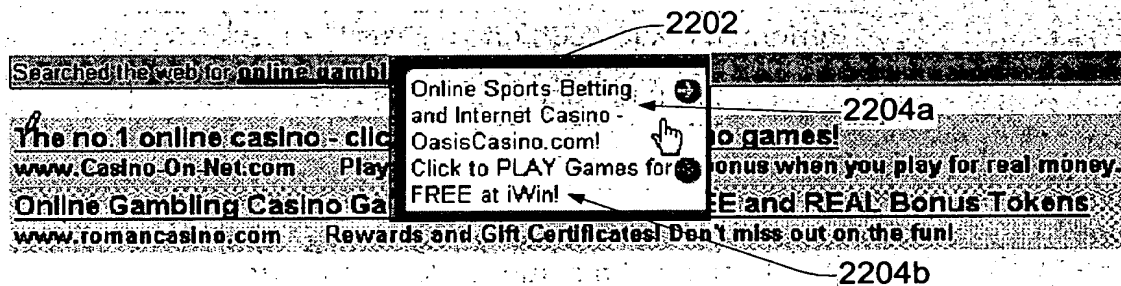 2202
Searched the web for online gambl
Online Sports Betting
and Internet Casino -
OasisCasino.com!
Click to PLAY Games for
FREE at iWin!
2204a
The no 1 online casino - clic
o games!
www.Casino-On-Net.com Play
onus when you play for real money.
Online Gambling Casino Ga
EE and REAL Bonus Tokens
www.romancasino.com Rewards and Gift Certificates! Don't miss out on the fun!
2204b